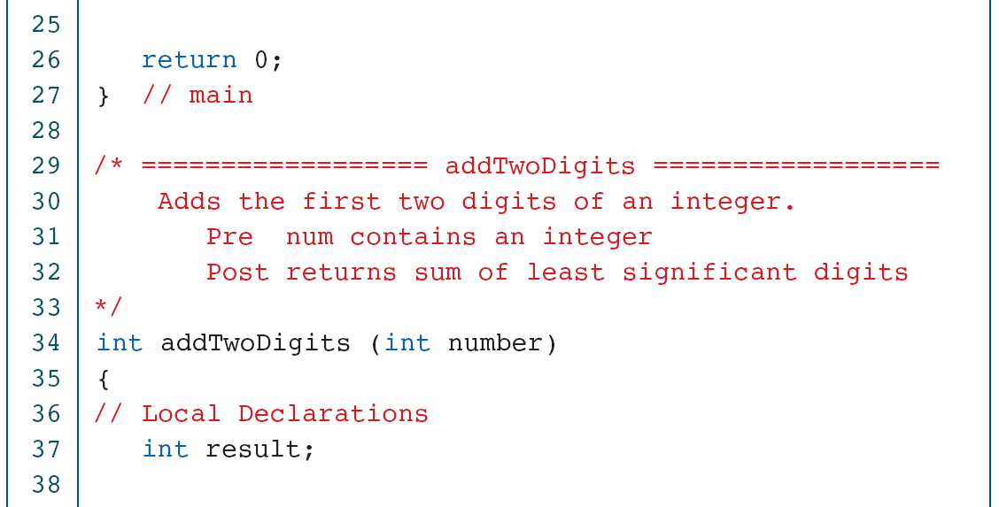 25
26 return 0;
27 } // main
28
29 /* ================== addTwoDigits ==================
30 Adds the first two digits of an integer.
31 Pre num contains an integer
32 Post returns sum of least significant digits
33 */
34 int addTwoDigits (int number)
35 {
36 // Local Declarations
37 int result;
38